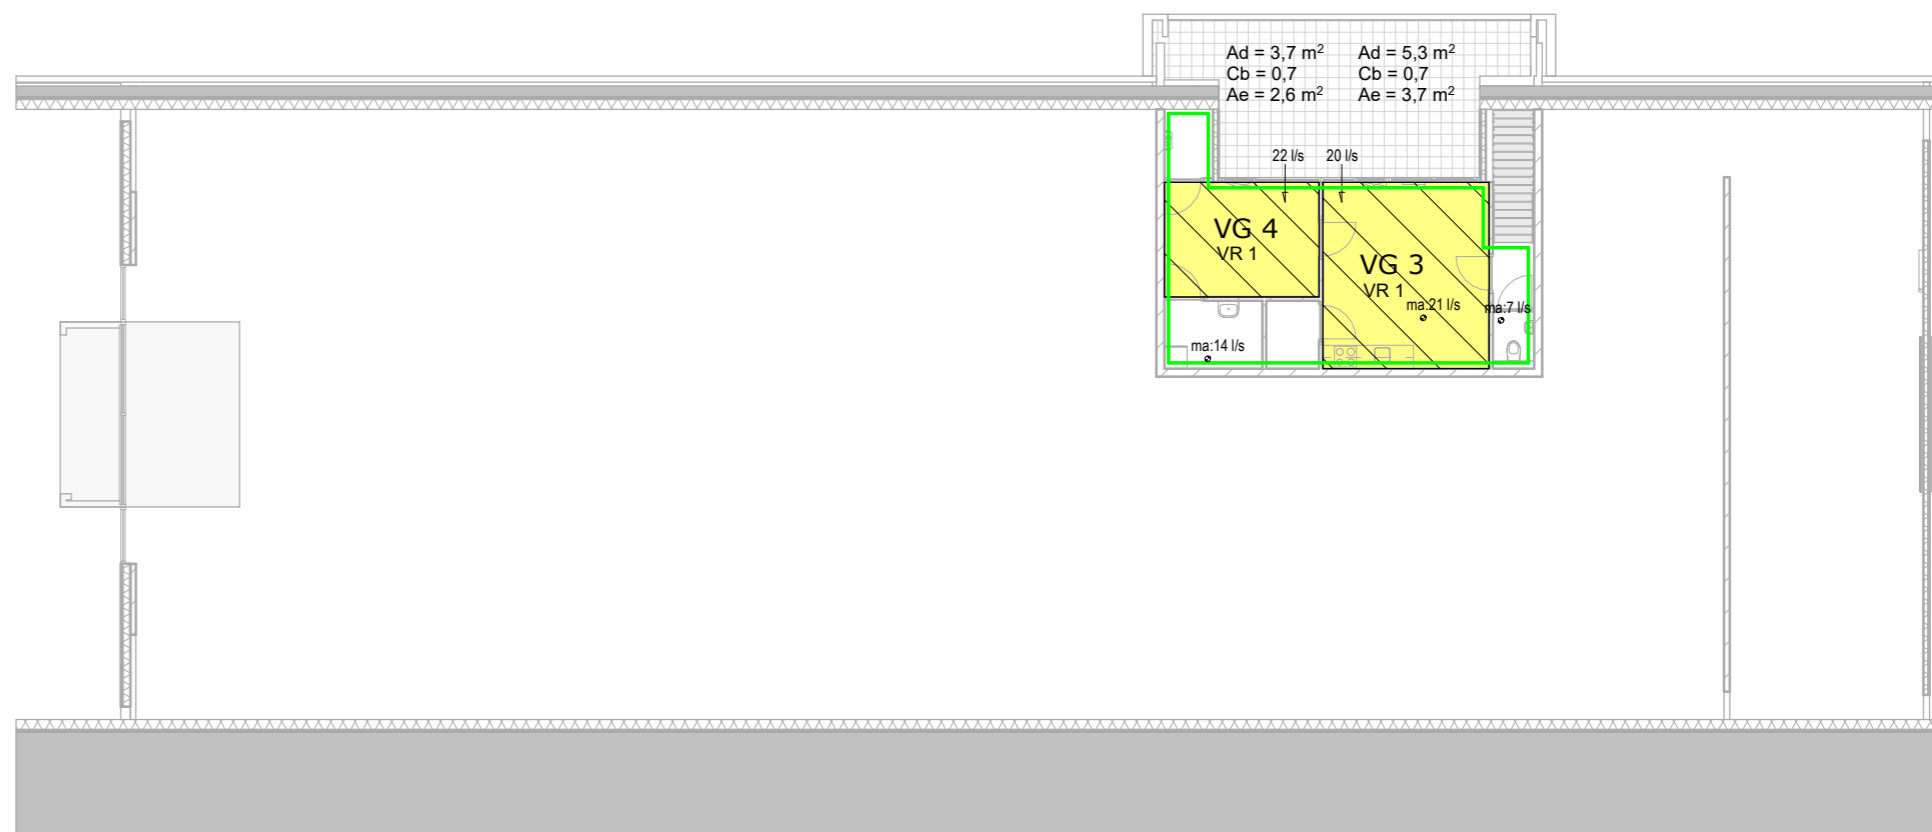 Ad = 3,7 m²
Cb = 0,7
Ae = 2,6 m²
Ad = 5,3 m²
Cb = 0,7
Ae = 3,7 m²
22 l/s
20 l/s
VG 4
VR 1
VG 3
VR 1
ma:21 l/s
ma:7 l/s
ma:14 l/s